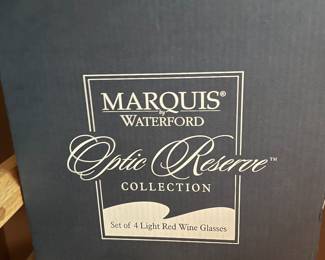 MARQUIS®
by
WATERFORD
Optic Reserve™
COLLECTION
Set of 4 Light Red Wine Glasses